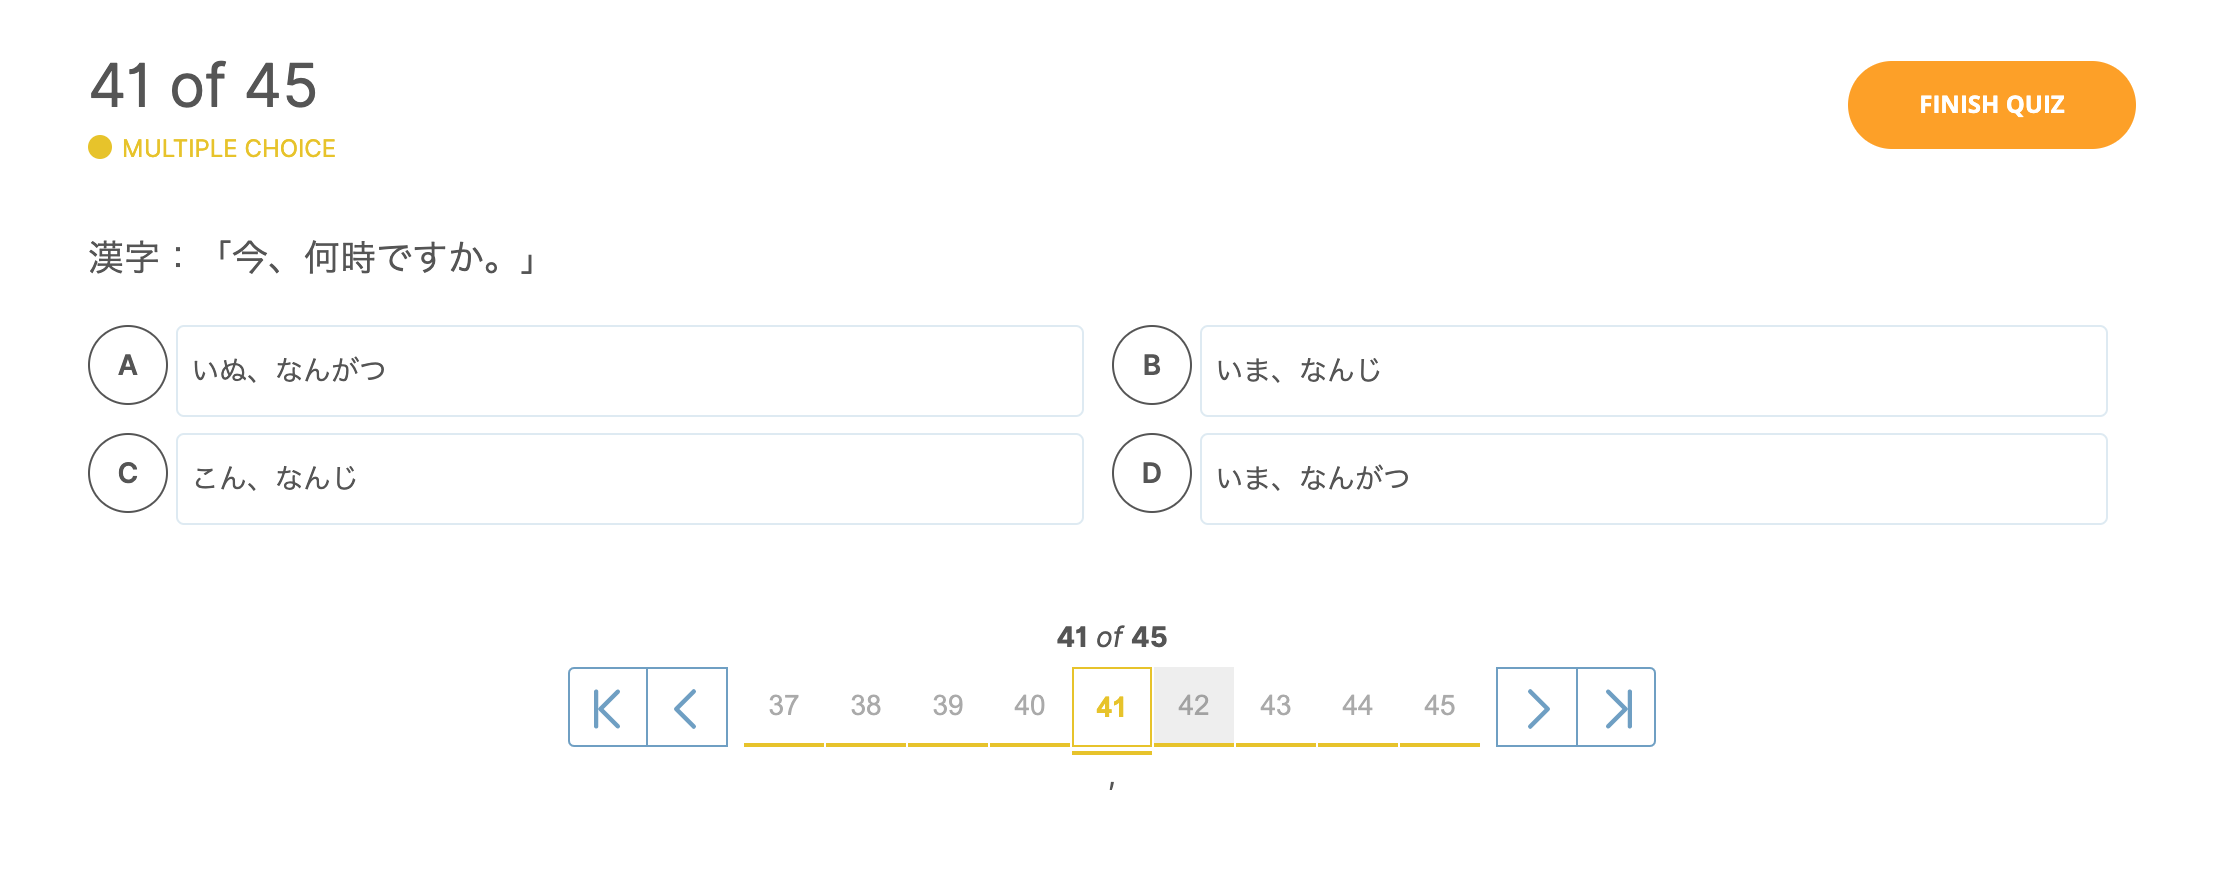 41 of 45
FINISH QUIZ
MULTIPLE CHOICE
漢字：「今、何時ですか。」
A いぬ、なんがつ
B いま、なんじ
C こん、なんじ
D いま、なんがつ
41 of 45
37 38 39 40 41 42 43 44 45
,